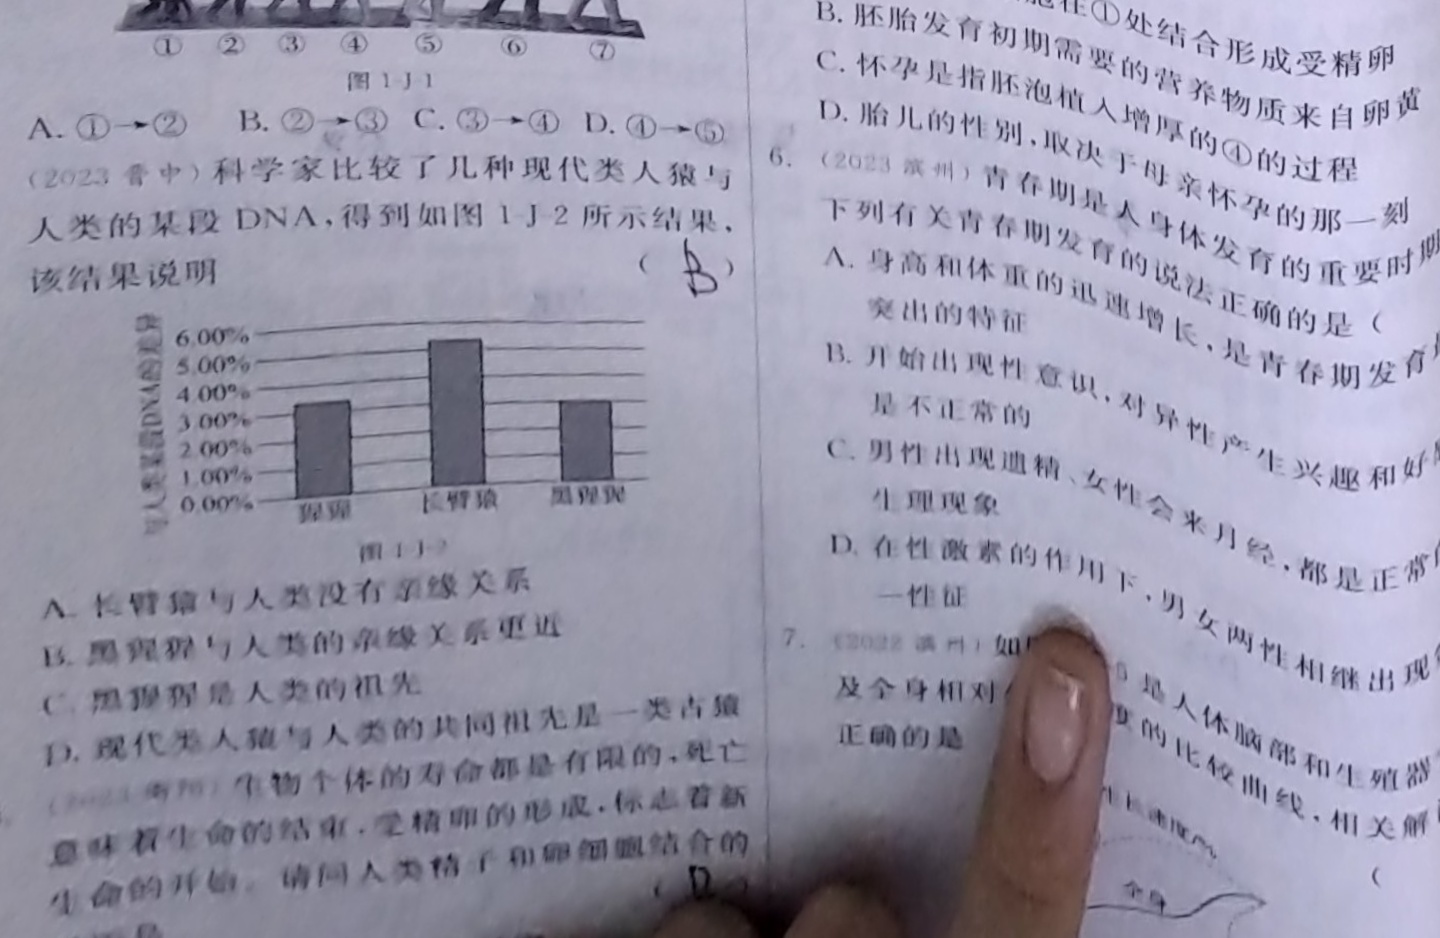 ① ② ③ ④ ⑤ ⑥ ⑦
图 1-J-1
A. ①→② B. ②→③ C. ③→④ D. ④→⑤
(2023 晋中) 科学家比较了几种现代类人猿与
人类的某段 DNA,得到如图 1-J-2 所示结果,
该结果说明 ( B )
6.00%
5.00%
4.00%
3.00%
2.00%
1.00%
0.00%
猩猩 长臂猿 黑猩猩
图 1-J-2
A. 长臂猿与人类没有亲缘关系
B. 黑猩猩与人类的亲缘关系更近
C. 黑猩猩是人类的祖先
D. 现代类人猿与人类的共同祖先是一类古猿
生物个体的寿命都是有限的,死亡
意味着生命的结束,受精卵的形成,标志着新
生命的开始。请问人类精子和卵细胞结合的
( D )
在①处结合形成受精卵
B. 胚胎发育初期需要的营养物质来自卵黄
C. 怀孕是指胚泡植入增厚的④的过程
D. 胎儿的性别,取决于母亲怀孕的那一刻
6. (2023 滨州) 青春期是人身体发育的重要时期
下列有关青春期发育的说法正确的是 (
A. 身高和体重的迅速增长,是青春期发育
突出的特征
B. 开始出现性意识,对异性产生兴趣和好
是不正常的
C. 男性出现遗精、女性会来月经,都是正常
生理现象
D. 在性激素的作用下,男女两性相继出现
一性征
7. (2022 滨州) 如 是人体脑部和生殖器
及全身相对 度的比较曲线,相关解
正确的是 (
生长速度
全身